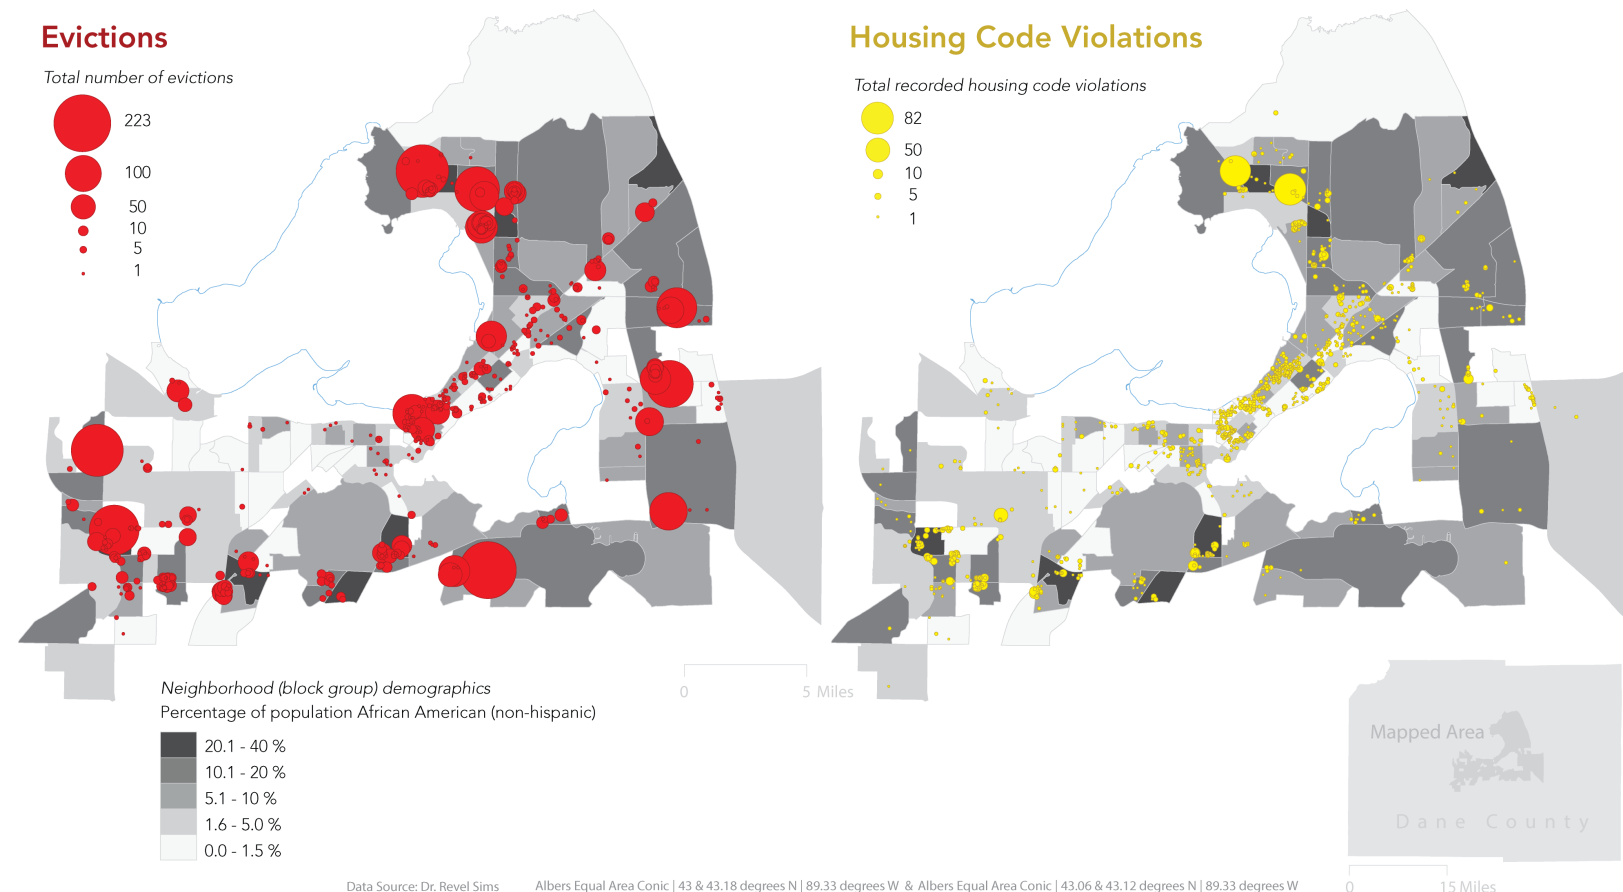 Evictions
Total number of evictions
223
100
50
10
5
1
Housing Code Violations
Total recorded housing code violations
82
50
10
5
1
0 5 Miles
Neighborhood (block group) demographics
Percentage of population African American (non-hispanic)
20.1 - 40 %
10.1 - 20 %
5.1 - 10 %
1.6 - 5.0 %
0.0 - 1.5 %
Mapped Area
Dane County
0 15 Miles
Data Source: Dr. Revel Sims
Albers Equal Area Conic | 43 & 43.18 degrees N | 89.33 degrees W & Albers Equal Area Conic | 43.06 & 43.12 degrees N | 89.33 degrees W